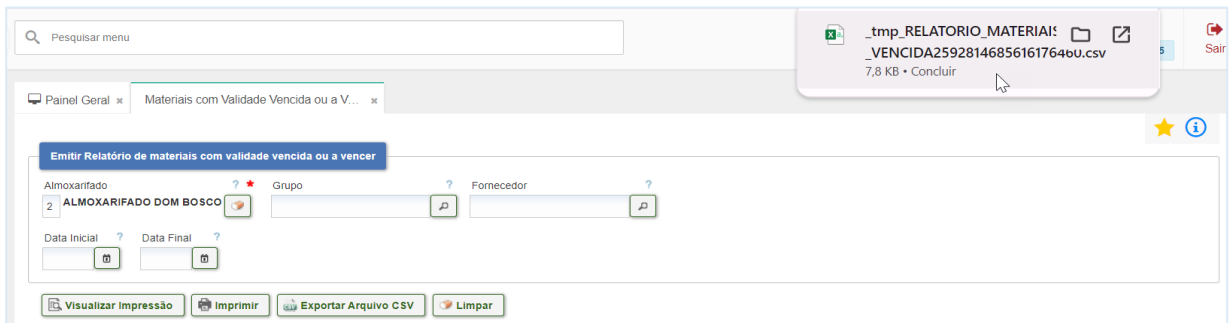 Pesquisar menu
_tmp_RELATORIO_MATERIAIS
_VENCIDA2592814685616176460.csv
7,8 KB • Concluir
5
Sair
Painel Geral ×
Materiais com Validade Vencida ou a V... ×
Emitir Relatório de materiais com validade vencida ou a vencer
Almoxarifado ? *
Grupo ?
Fornecedor ?
2 ALMOXARIFADO DOM BOSCO
Data Inicial ?
Data Final ?
Visualizar Impressão
Imprimir
Exportar Arquivo CSV
Limpar